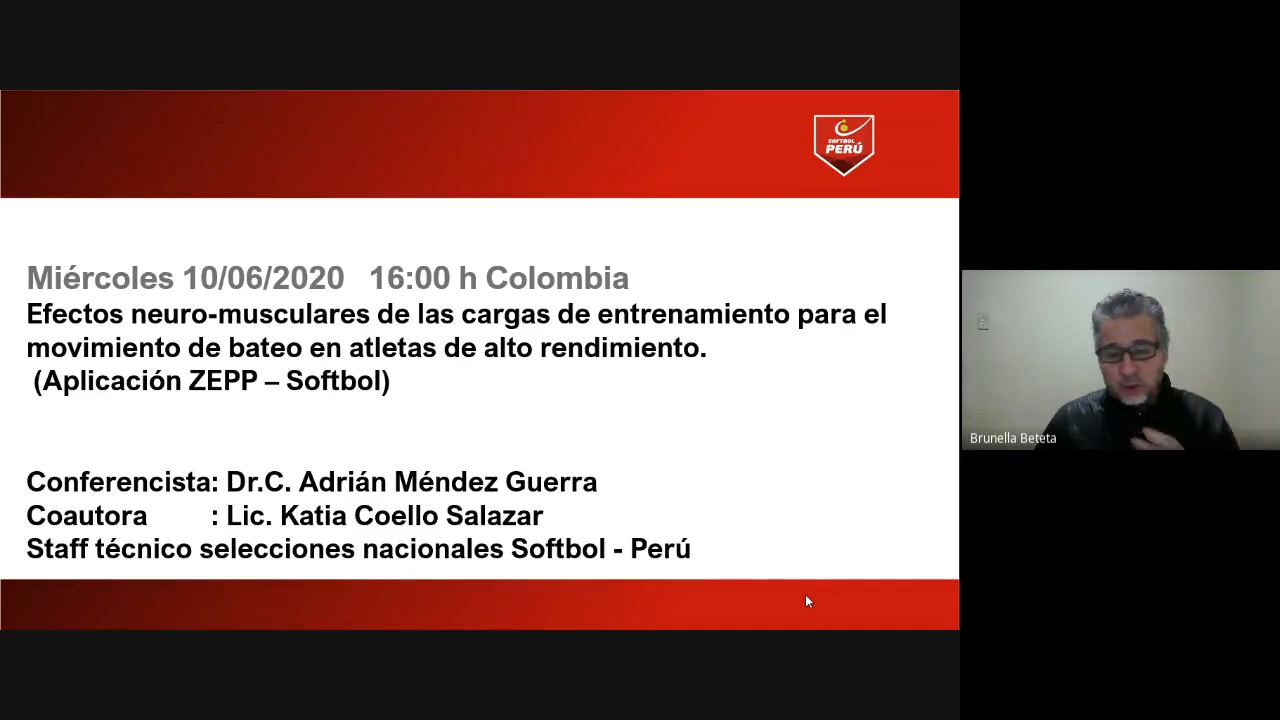 SOFTBOL
PERÚ
Miércoles 10/06/2020 16:00 h Colombia
Efectos neuro-musculares de las cargas de entrenamiento para el
movimiento de bateo en atletas de alto rendimiento.
(Aplicación ZEPP – Softbol)
Conferencista: Dr.C. Adrián Méndez Guerra
Coautora : Lic. Katia Coello Salazar
Staff técnico selecciones nacionales Softbol - Perú
Brunella Beteta